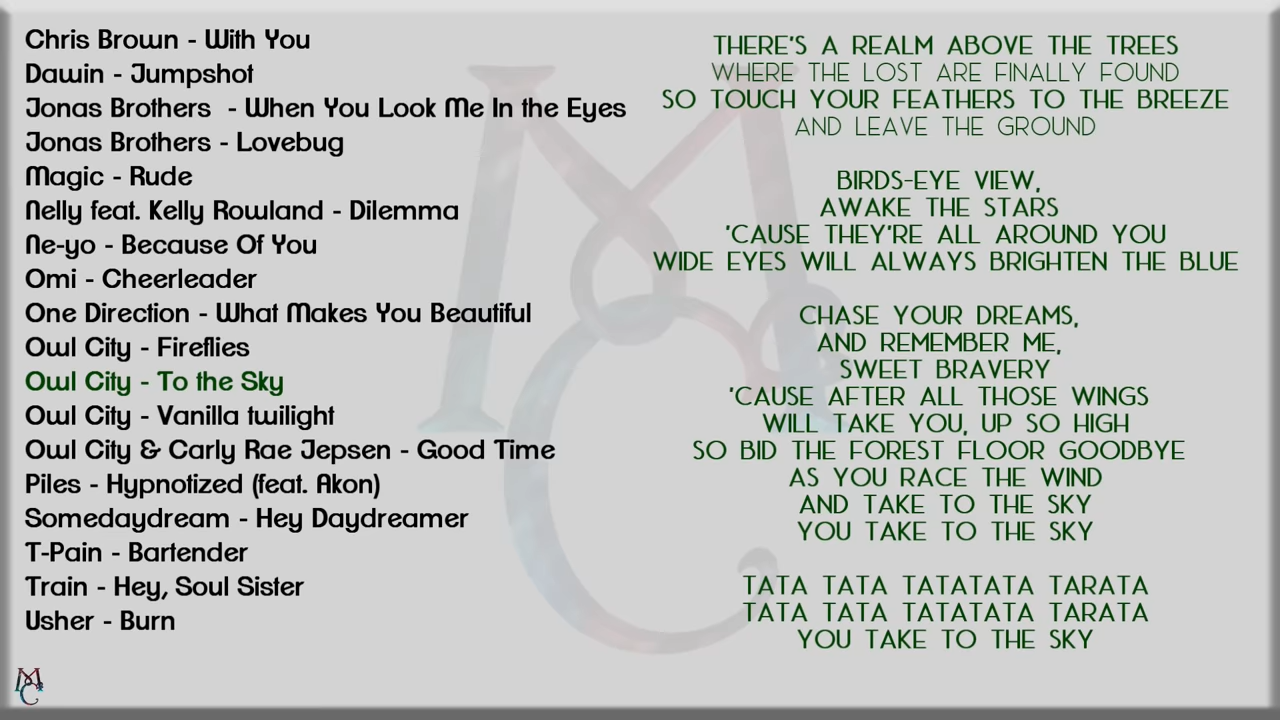 Chris Brown - With You
Dawin - Jumpshot
Jonas Brothers  - When You Look Me In the Eyes
Jonas Brothers - Lovebug
Magic - Rude
Nelly feat. Kelly Rowland - Dilemma
Ne-yo - Because Of You
Omi - Cheerleader
One Direction - What Makes You Beautiful
Owl City - Fireflies
Owl City - To the Sky
Owl City - Vanilla twilight
Owl City & Carly Rae Jepsen - Good Time
Piles - Hypnotized (feat. Akon)
Somedaydream - Hey Daydreamer
T-Pain - Bartender
Train - Hey, Soul Sister
Usher - Burn
THERE'S A REALM ABOVE THE TREES
WHERE THE LOST ARE FINALLY FOUND
SO TOUCH YOUR FEATHERS TO THE BREEZE
AND LEAVE THE GROUND
BIRDS-EYE VIEW,
AWAKE THE STARS
'CAUSE THEY'RE ALL AROUND YOU
WIDE EYES WILL ALWAYS BRIGHTEN THE BLUE
CHASE YOUR DREAMS,
AND REMEMBER ME,
SWEET BRAVERY
'CAUSE AFTER ALL THOSE WINGS
WILL TAKE YOU, UP SO HIGH
SO BID THE FOREST FLOOR GOODBYE
AS YOU RACE THE WIND
AND TAKE TO THE SKY
YOU TAKE TO THE SKY
TATA TATA TATATATA TARATA
TATA TATA TATATATA TARATA
YOU TAKE TO THE SKY
MC